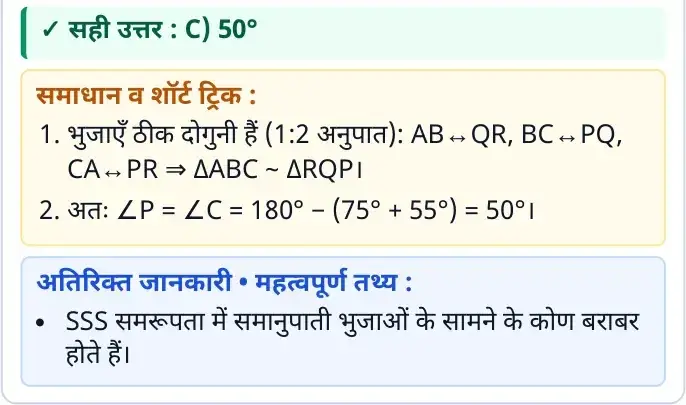 ✓ सही उत्तर : C) 50°
समाधान व शॉर्ट ट्रिक :
1. भुजाएँ ठीक दोगुनी हैं (1:2 अनुपात): AB↔QR, BC↔PQ,
CA↔PR ⇒ ΔABC ~ ΔRQP।
2. अतः ∠P = ∠C = 180° − (75° + 55°) = 50°।
अतिरिक्त जानकारी • महत्वपूर्ण तथ्य :
• SSS समरूपता में समानुपाती भुजाओं के सामने के कोण बराबर
होते हैं।